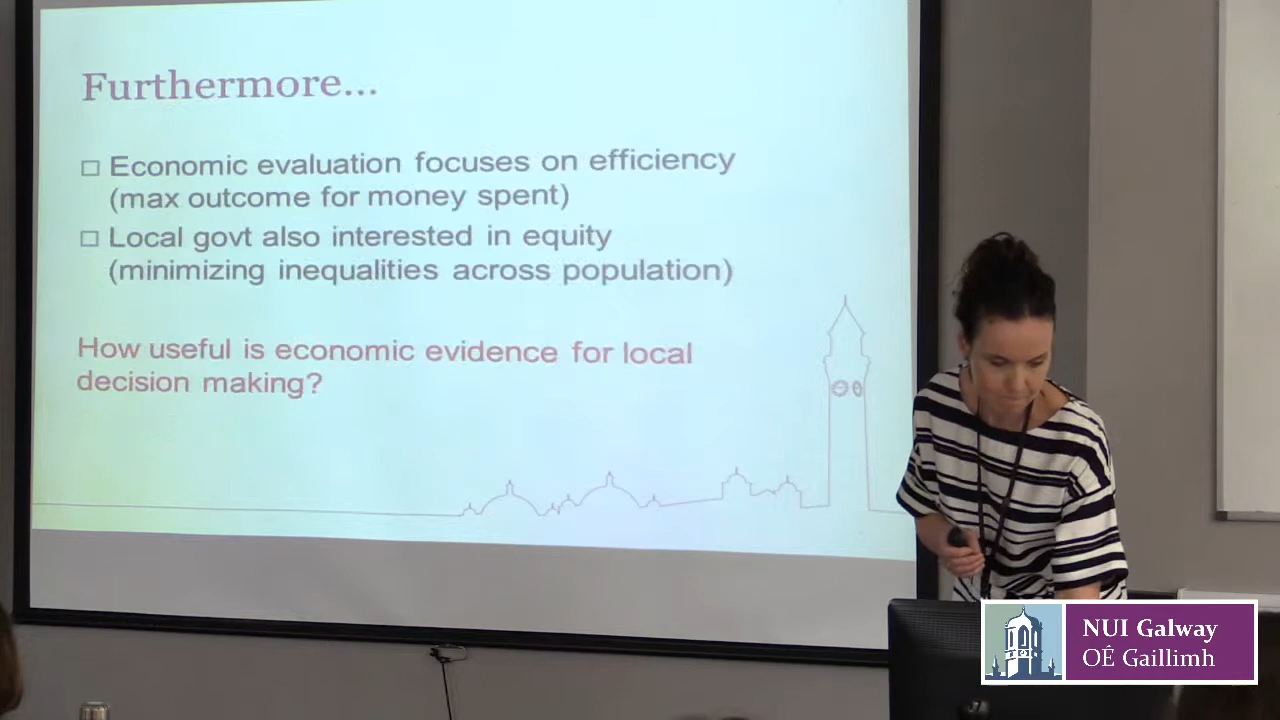 Furthermore...
□ Economic evaluation focuses on efficiency
(max outcome for money spent)
□ Local govt also interested in equity
(minimizing inequalities across population)
How useful is economic evidence for local
decision making?
NUI Galway
OÉ Gaillimh